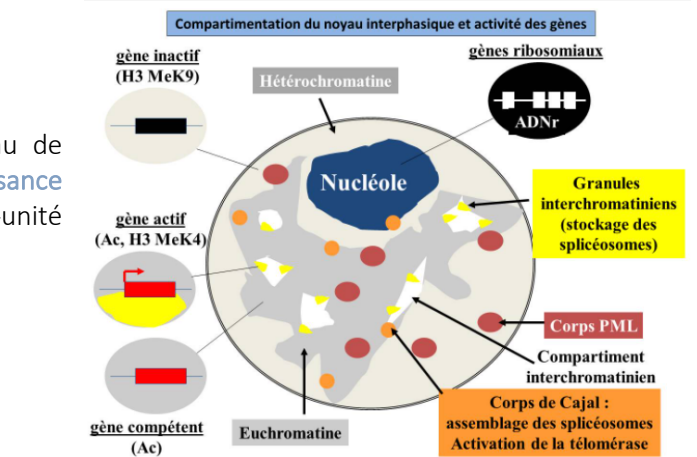 Compartimentation du noyau interphasique et activité des gènes
gène inactif
(H3 MeK9)
Hétérochromatine
gènes ribosomiaux
ADNr
Nucléole
au de
sance
-unité
gène actif
(Ac, H3 MeK4)
Granules
interchromatiniens
(stockage des
splicéosomes)
Corps PML
Compartiment
interchromatinien
Corps de Cajal :
assemblage des splicéosomes
Activation de la télomérase
Euchromatine
gène compétent
(Ac)